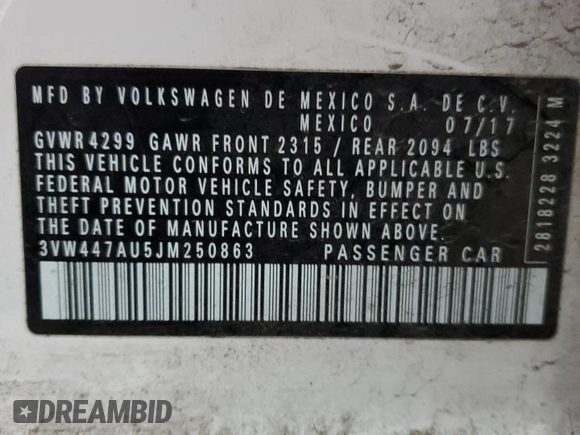 MFD BY VOLKSWAGEN DE MEXICO S.A. DE C.V.
MEXICO 07/17
GVWR 4299 GAWR FRONT 2315 / REAR 2094 LBS
THIS VEHICLE CONFORMS TO ALL APPLICABLE U.S.
FEDERAL MOTOR VEHICLE SAFETY, BUMPER AND
THEFT PREVENTION STANDARDS IN EFFECT ON
THE DATE OF MANUFACTURE SHOWN ABOVE.
3VW447AU5JM250863 PASSENGER CAR
2818228 3224 M
DREAMBID